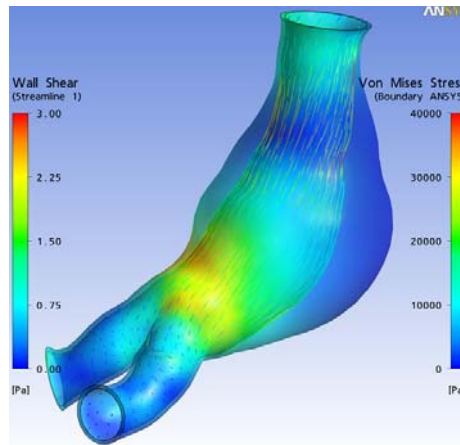 ANSY
Wall Shear
(Streamline 1)
3.00
2.25
1.50
0.75
0.00
[Pa]
Von Mises Stres
(Boundary ANSYS
40000
30000
20000
10000
0
[Pa